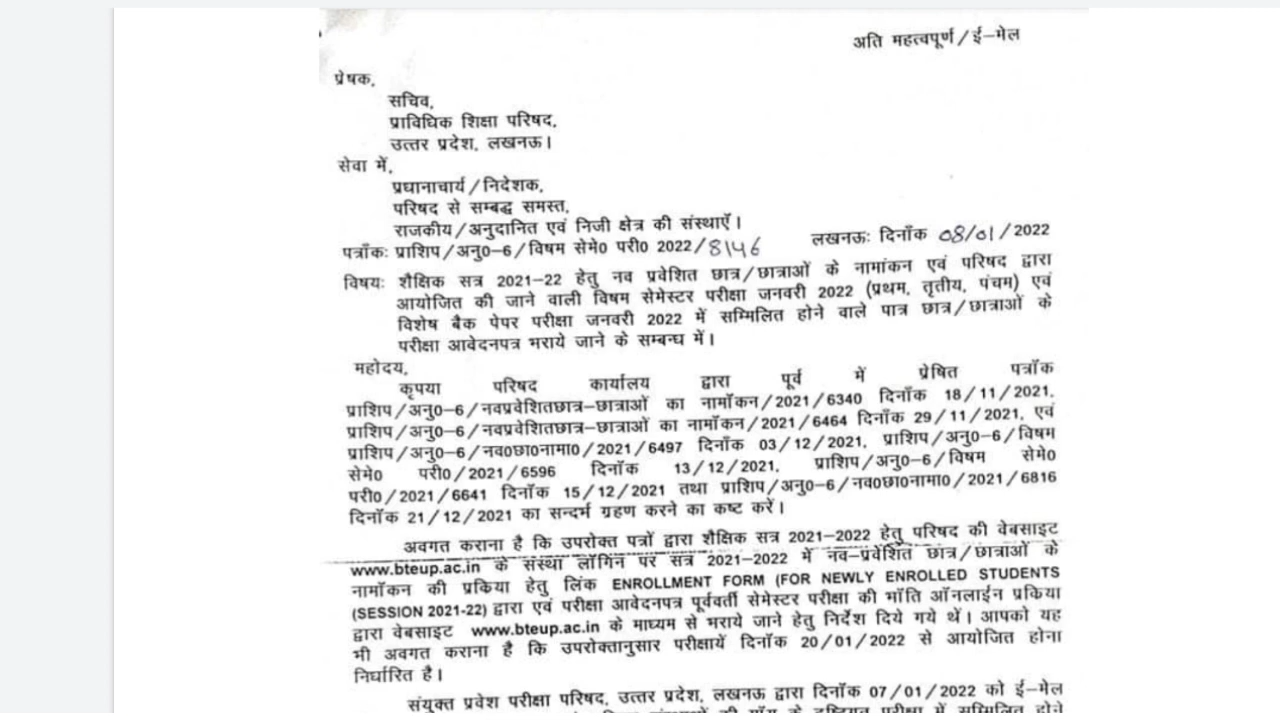 अति महत्वपूर्ण/ई–मेल
प्रेषक,
सचिव,
प्राविधिक शिक्षा परिषद,
उत्तर प्रदेश, लखनऊ।
सेवा में,
प्रधानाचार्य/निदेशक,
परिषद से सम्बद्ध समस्त,
राजकीय/अनुदानित एवं निजी क्षेत्र की संस्थाएँ।
पत्रॉकः प्राशिप/अनु0–6/विषम सेमे0 परी0 2022/8146 लखनऊः दिनॉक 08/01/2022
विषयः शैक्षिक सत्र 2021–22 हेतु नव प्रवेशित छात्र/छात्राओं के नामांकन एवं परिषद द्वारा
आयोजित की जाने वाली विषम सेमेस्टर परीक्षा जनवरी 2022 (प्रथम, तृतीय, पंचम) एवं
विशेष बैक पेपर परीक्षा जनवरी 2022 में सम्मिलित होने वाले पात्र छात्र/छात्राओं के
परीक्षा आवेदनपत्र भराये जाने के सम्बन्ध में।
महोदय,
कृपया परिषद कार्यालय द्वारा पूर्व में प्रेषित पत्रॉक
प्राशिप/अनु0–6/नवप्रवेशितछात्र–छात्राओं का नामॉकन/2021/6340 दिनॉक 18/11/2021,
प्राशिप/अनु0–6/नवप्रवेशितछात्र–छात्राओं का नामॉकन/2021/6464 दिनॉक 29/11/2021, एवं
प्राशिप/अनु0–6/नव0छा0नामा0/2021/6497 दिनॉक 03/12/2021, प्राशिप/अनु0–6/विषम
सेमे0 परी0/2021/6596 दिनॉक 13/12/2021, प्राशिप/अनु0–6/विषम सेमे0
परी0/2021/6641 दिनॉक 15/12/2021 तथा प्राशिप/अनु0–6/नव0छा0नामा0/2021/6816
दिनॉक 21/12/2021 का सन्दर्भ ग्रहण करने का कष्ट करें।
अवगत कराना है कि उपरोक्त पत्रों द्वारा शैक्षिक सत्र 2021–2022 हेतु परिषद की वेबसाइट
www.bteup.ac.in के संस्था लॉगिन पर सत्र 2021–2022 में नव–प्रवेशित छात्र/छात्राओं के
नामॉकन की प्रकिया हेतु लिंक ENROLLMENT FORM (FOR NEWLY ENROLLED STUDENTS
(SESSION 2021-22) द्वारा एवं परीक्षा आवेदनपत्र पूर्ववर्ती सेमेस्टर परीक्षा की भॉति ऑनलाईन प्रकिया
द्वारा वेबसाइट www.bteup.ac.in के माध्यम से भराये जाने हेतु निर्देश दिये गये थें। आपको यह
भी अवगत कराना है कि उपरोक्तानुसार परीक्षायें दिनॉक 20/01/2022 से आयोजित होना
निर्धारित है।
संयुक्त प्रवेश परीक्षा परिषद, उत्तर प्रदेश, लखनऊ द्वारा दिनॉक 07/01/2022 को ई–मेल
परीक्षा में सम्मिलित होने